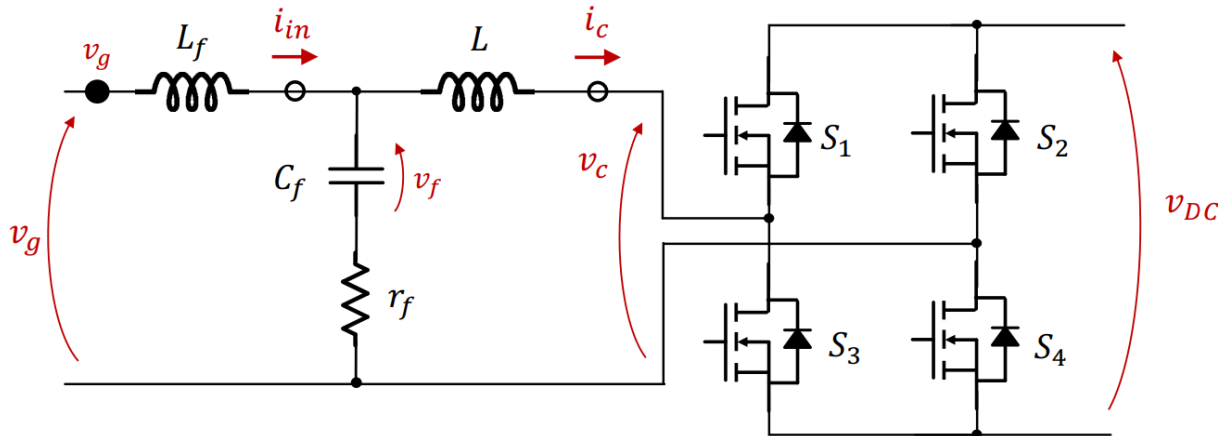 i_in
i_c
v_g
L_f
L
S_1
S_2
C_f
v_f
v_c
v_DC
v_g
r_f
S_3
S_4